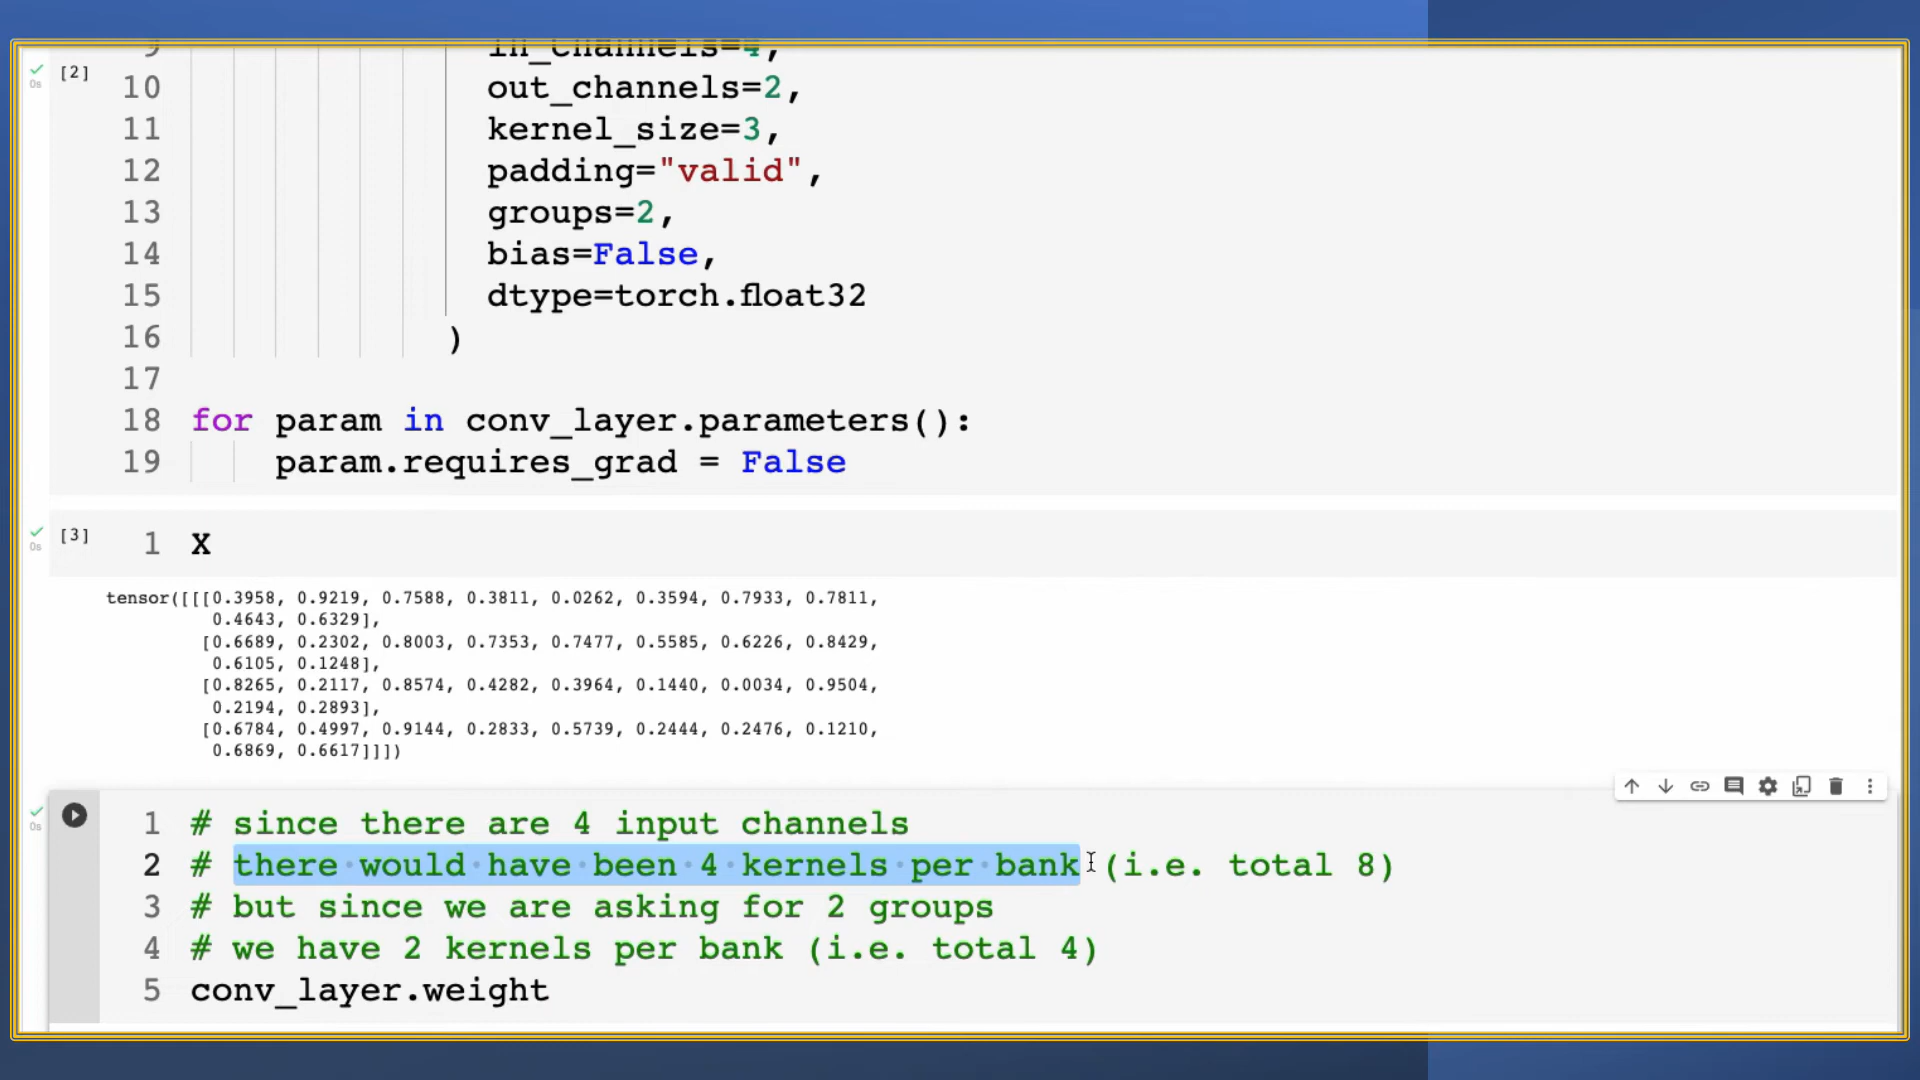 9 in_channels=4,
[2]
0s
10 out_channels=2,
11 kernel_size=3,
12 padding="valid",
13 groups=2,
14 bias=False,
15 dtype=torch.float32
16 )
17
18 for param in conv_layer.parameters():
19 param.requires_grad = False
[3] 1 X
0s
tensor([[[0.3958, 0.9219, 0.7588, 0.3811, 0.0262, 0.3594, 0.7933, 0.7811,
0.4643, 0.6329],
[0.6689, 0.2302, 0.8003, 0.7353, 0.7477, 0.5585, 0.6226, 0.8429,
0.6105, 0.1248],
[0.8265, 0.2117, 0.8574, 0.4282, 0.3964, 0.1440, 0.0034, 0.9504,
0.2194, 0.2893],
[0.6784, 0.4997, 0.9144, 0.2833, 0.5739, 0.2444, 0.2476, 0.1210,
0.6869, 0.6617]]])
0s
1 # since there are 4 input channels
2 # there would have been 4 kernels per bank (i.e. total 8)
3 # but since we are asking for 2 groups
4 # we have 2 kernels per bank (i.e. total 4)
5 conv_layer.weight